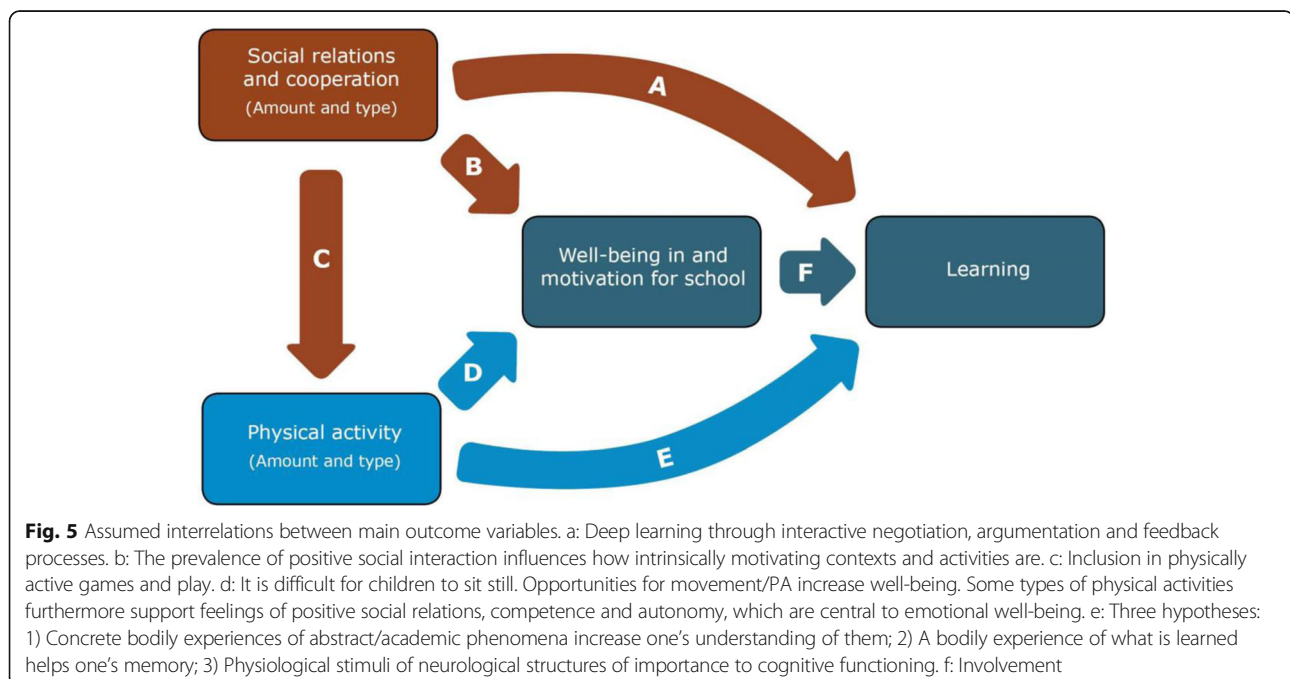 Social relations
and cooperation
(Amount and type)
A
B
C
Well-being in and
motivation for school
F
Learning
D
Physical activity
(Amount and type)
E
Fig. 5 Assumed interrelations between main outcome variables. a: Deep learning through interactive negotiation, argumentation and feedback
processes. b: The prevalence of positive social interaction influences how intrinsically motivating contexts and activities are. c: Inclusion in physically
active games and play. d: It is difficult for children to sit still. Opportunities for movement/PA increase well-being. Some types of physical activities
furthermore support feelings of positive social relations, competence and autonomy, which are central to emotional well-being. e: Three hypotheses:
1) Concrete bodily experiences of abstract/academic phenomena increase one's understanding of them; 2) A bodily experience of what is learned
helps one's memory; 3) Physiological stimuli of neurological structures of importance to cognitive functioning. f: Involvement